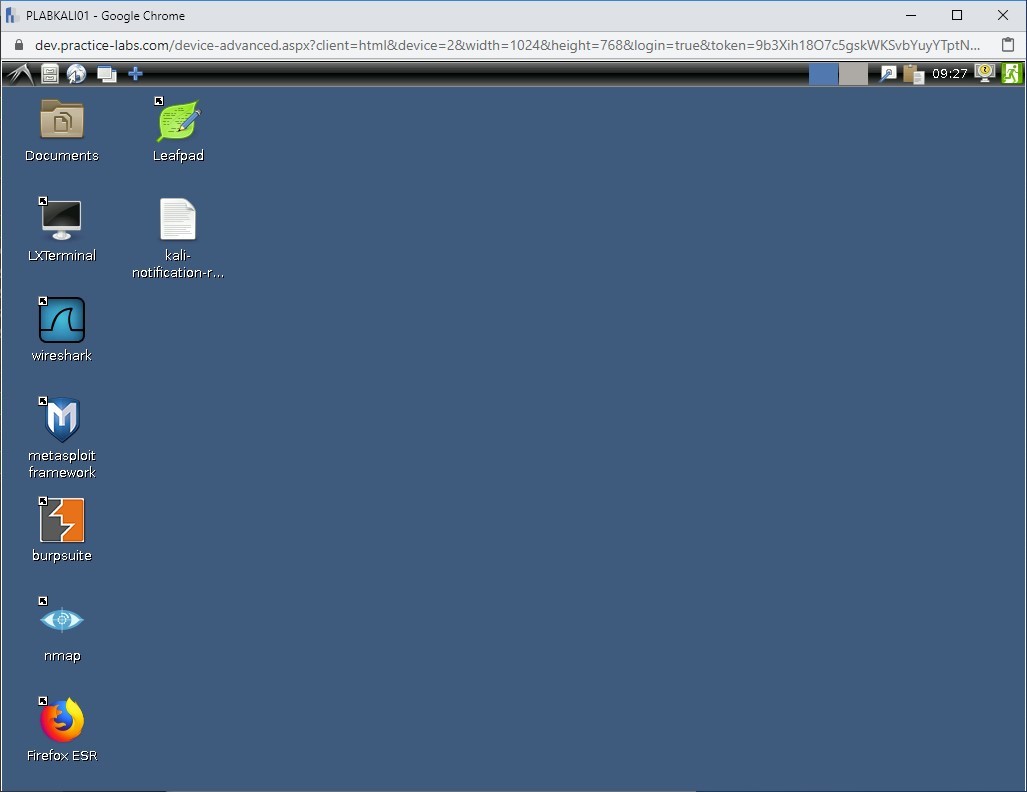 PLABKALI01 - Google Chrome
dev.practice-labs.com/device-advanced.aspx?client=html&device=2&width=1024&height=768&login=true&token=9b3Xih18O7c5gskWKSvbYuyYTptN...
09:27
Documents
Leafpad
LXTerminal
kali-
notification-r...
wireshark
metasploit
framework
burpsuite
nmap
Firefox ESR